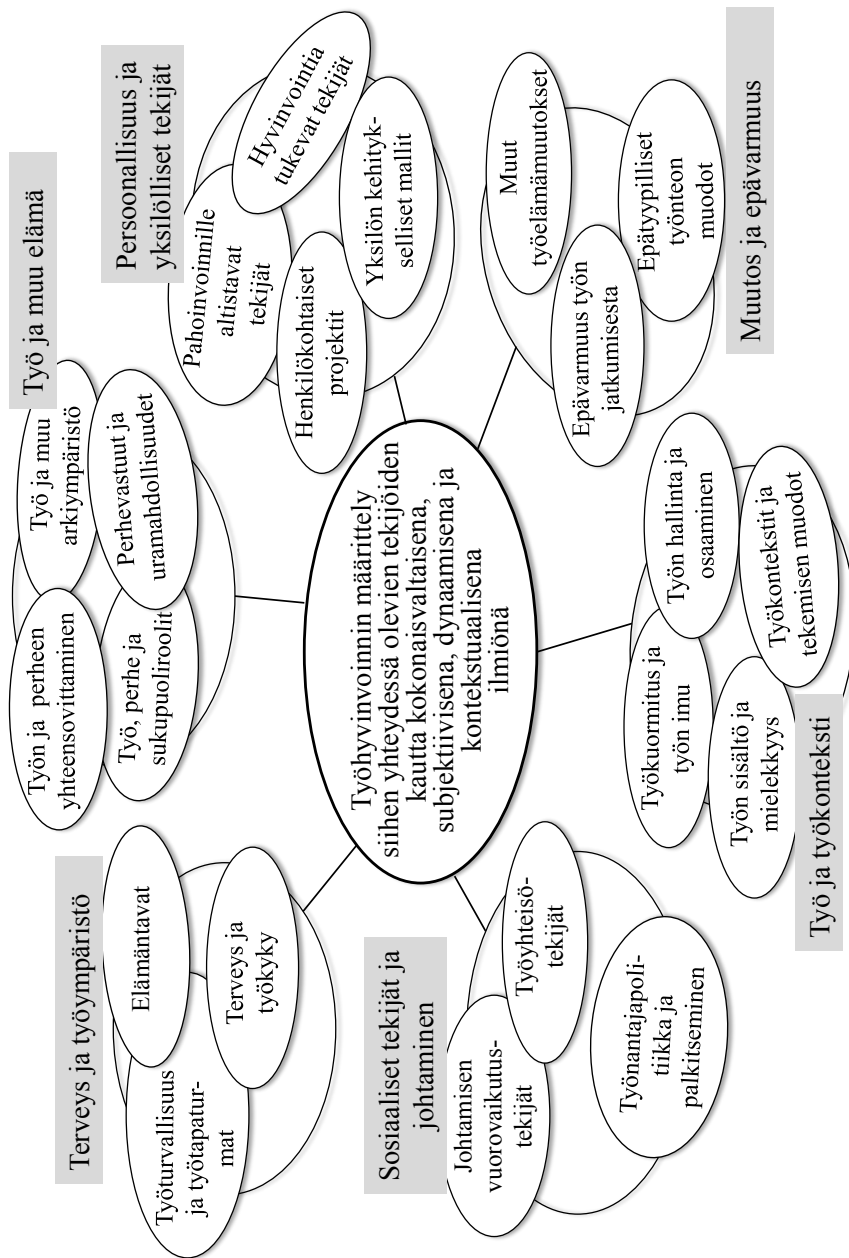 Terveys ja työympäristö
Elämäntavat
Työturvallisuus
ja työtapatur-
mat
Terveys ja
työkyky
Työ ja muu elämä
Työn ja perheen
yhteensovittaminen
Työ ja muu
arkiympäristö
Työ, perhe ja
sukupuoliroolit
Perhevastuut ja
uramahdollisuudet
Persoonallisuus ja
yksilölliset tekijät
Pahoinvoinnille
altistavat
tekijät
Hyvinvointia
tukevat tekijät
Henkilökohtaiset
projektit
Yksilön kehityk-
selliset mallit
Työhyvinvoinnin määrittely
siihen yhteydessä olevien tekijöiden
kautta kokonaisvaltaisena,
subjektiivisena, dynaamisena ja
kontekstuaalisena
ilmiönä
Sosiaaliset tekijät ja
johtaminen
Johtamisen
vuorovaikutus-
tekijät
Työyhteisö-
tekijät
Työnantajapoli-
tiikka ja
palkitseminen
Työkuormitus ja
työn imu
Työn hallinta ja
osaaminen
Työn sisältö ja
mielekkyys
Työkontekstit ja
tekemisen muodot
Työ ja työkonteksti
Muut
työelämämuutokset
Epävarmuus työn
jatkumisesta
Epätyypilliset
työnteon
muodot
Muutos ja epävarmuus